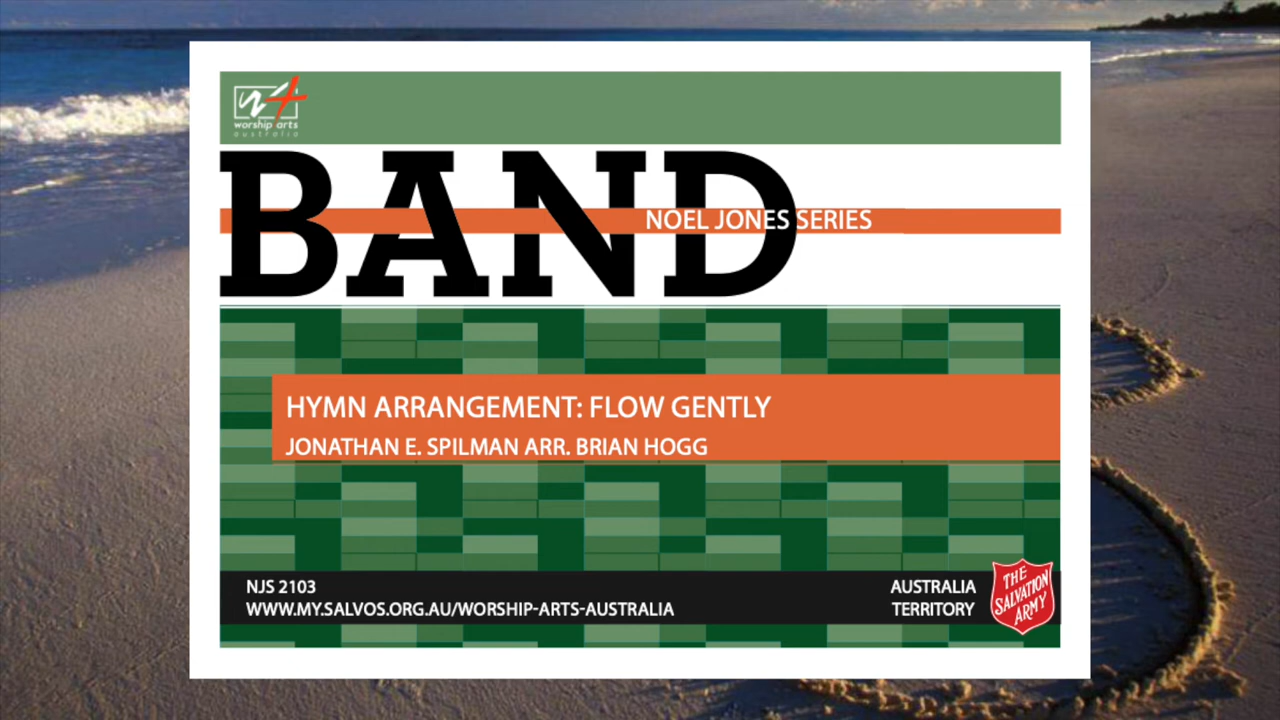 worship arts
australia
BAND
NOEL JONES SERIES
HYMN ARRANGEMENT: FLOW GENTLY
JONATHAN E. SPILMAN ARR. BRIAN HOGG
NJS 2103
WWW.MY.SALVOS.ORG.AU/WORSHIP-ARTS-AUSTRALIA
AUSTRALIA
TERRITORY
THE
SALVATION
ARMY